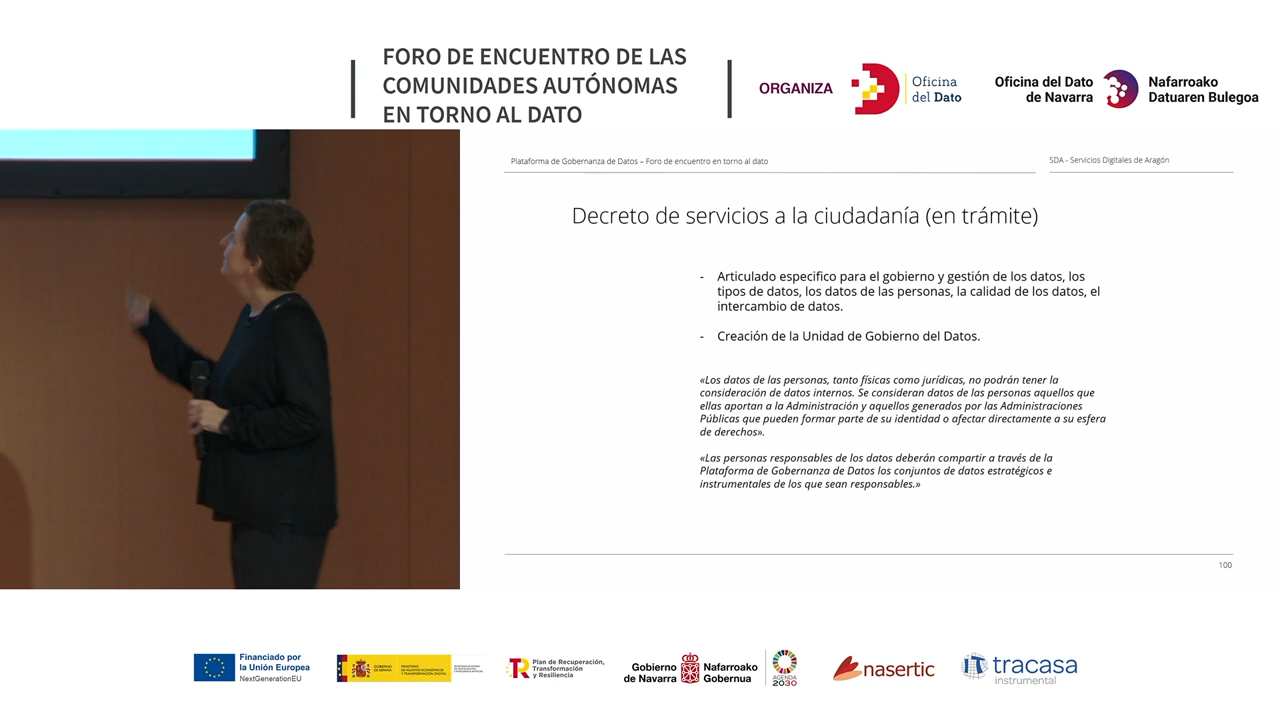 FORO DE ENCUENTRO DE LAS
COMUNIDADES AUTÓNOMAS
EN TORNO AL DATO
ORGANIZA
Oficina
del Dato
Oficina del Dato
de Navarra
Nafarroako
Datuaren Bulegoa
Plataforma de Gobernanza de Datos – Foro de encuentro en torno al dato
SDA - Servicios Digitales de Aragón
Decreto de servicios a la ciudadanía (en trámite)
- Articulado especifico para el gobierno y gestión de los datos, los
tipos de datos, los datos de las personas, la calidad de los datos, el
intercambio de datos.
- Creación de la Unidad de Gobierno del Datos.
«Los datos de las personas, tanto físicas como jurídicas, no podrán tener la
consideración de datos internos. Se consideran datos de las personas aquellos que
ellas aportan a la Administración y aquellos generados por las Administraciones
Públicas que pueden formar parte de su identidad o afectar directamente a su esfera
de derechos».
«Las personas responsables de los datos deberán compartir a través de la
Plataforma de Gobernanza de Datos los conjuntos de datos estratégicos e
instrumentales de los que sean responsables.»
100
Financiado por
la Unión Europea
NextGenerationEU
Plan de Recuperación,
Transformación
y Resiliencia
Gobierno
de Navarra
Nafarroako
Gobernua
AGENDA
2030
nasertic
tracasa
instrumental